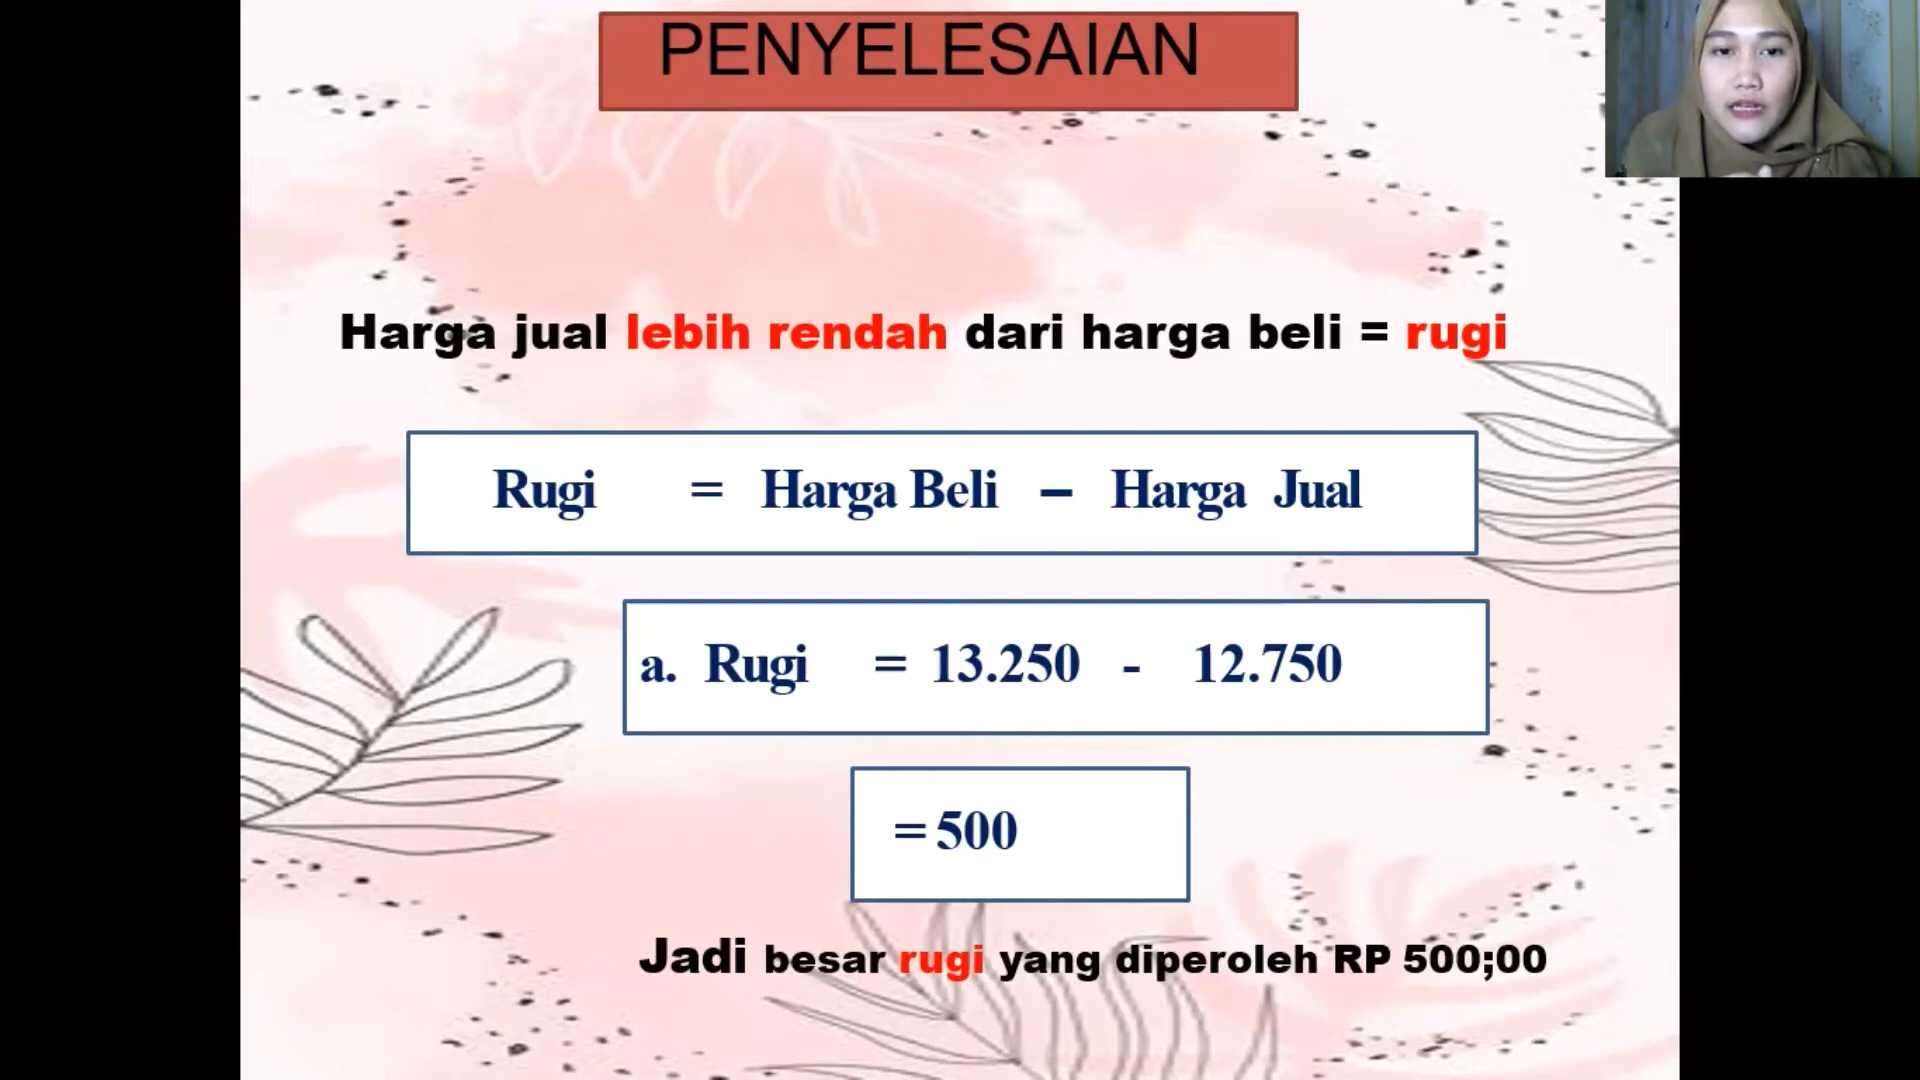 PENYELESAIAN
Harga jual lebih rendah dari harga beli = rugi
Rugi = Harga Beli – Harga Jual
a. Rugi = 13.250 - 12.750
= 500
Jadi besar rugi yang diperoleh RP 500;00